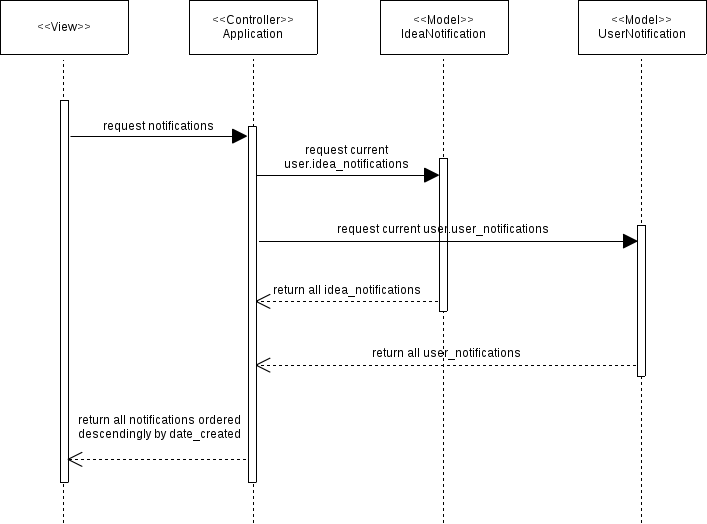 <<View>>
<<Controller>>
Application
<<Model>>
IdeaNotification
<<Model>>
UserNotification
request notifications
request current
user.idea_notifications
request current user.user_notifications
return all idea_notifications
return all user_notifications
return all notifications ordered
descendingly by date_created